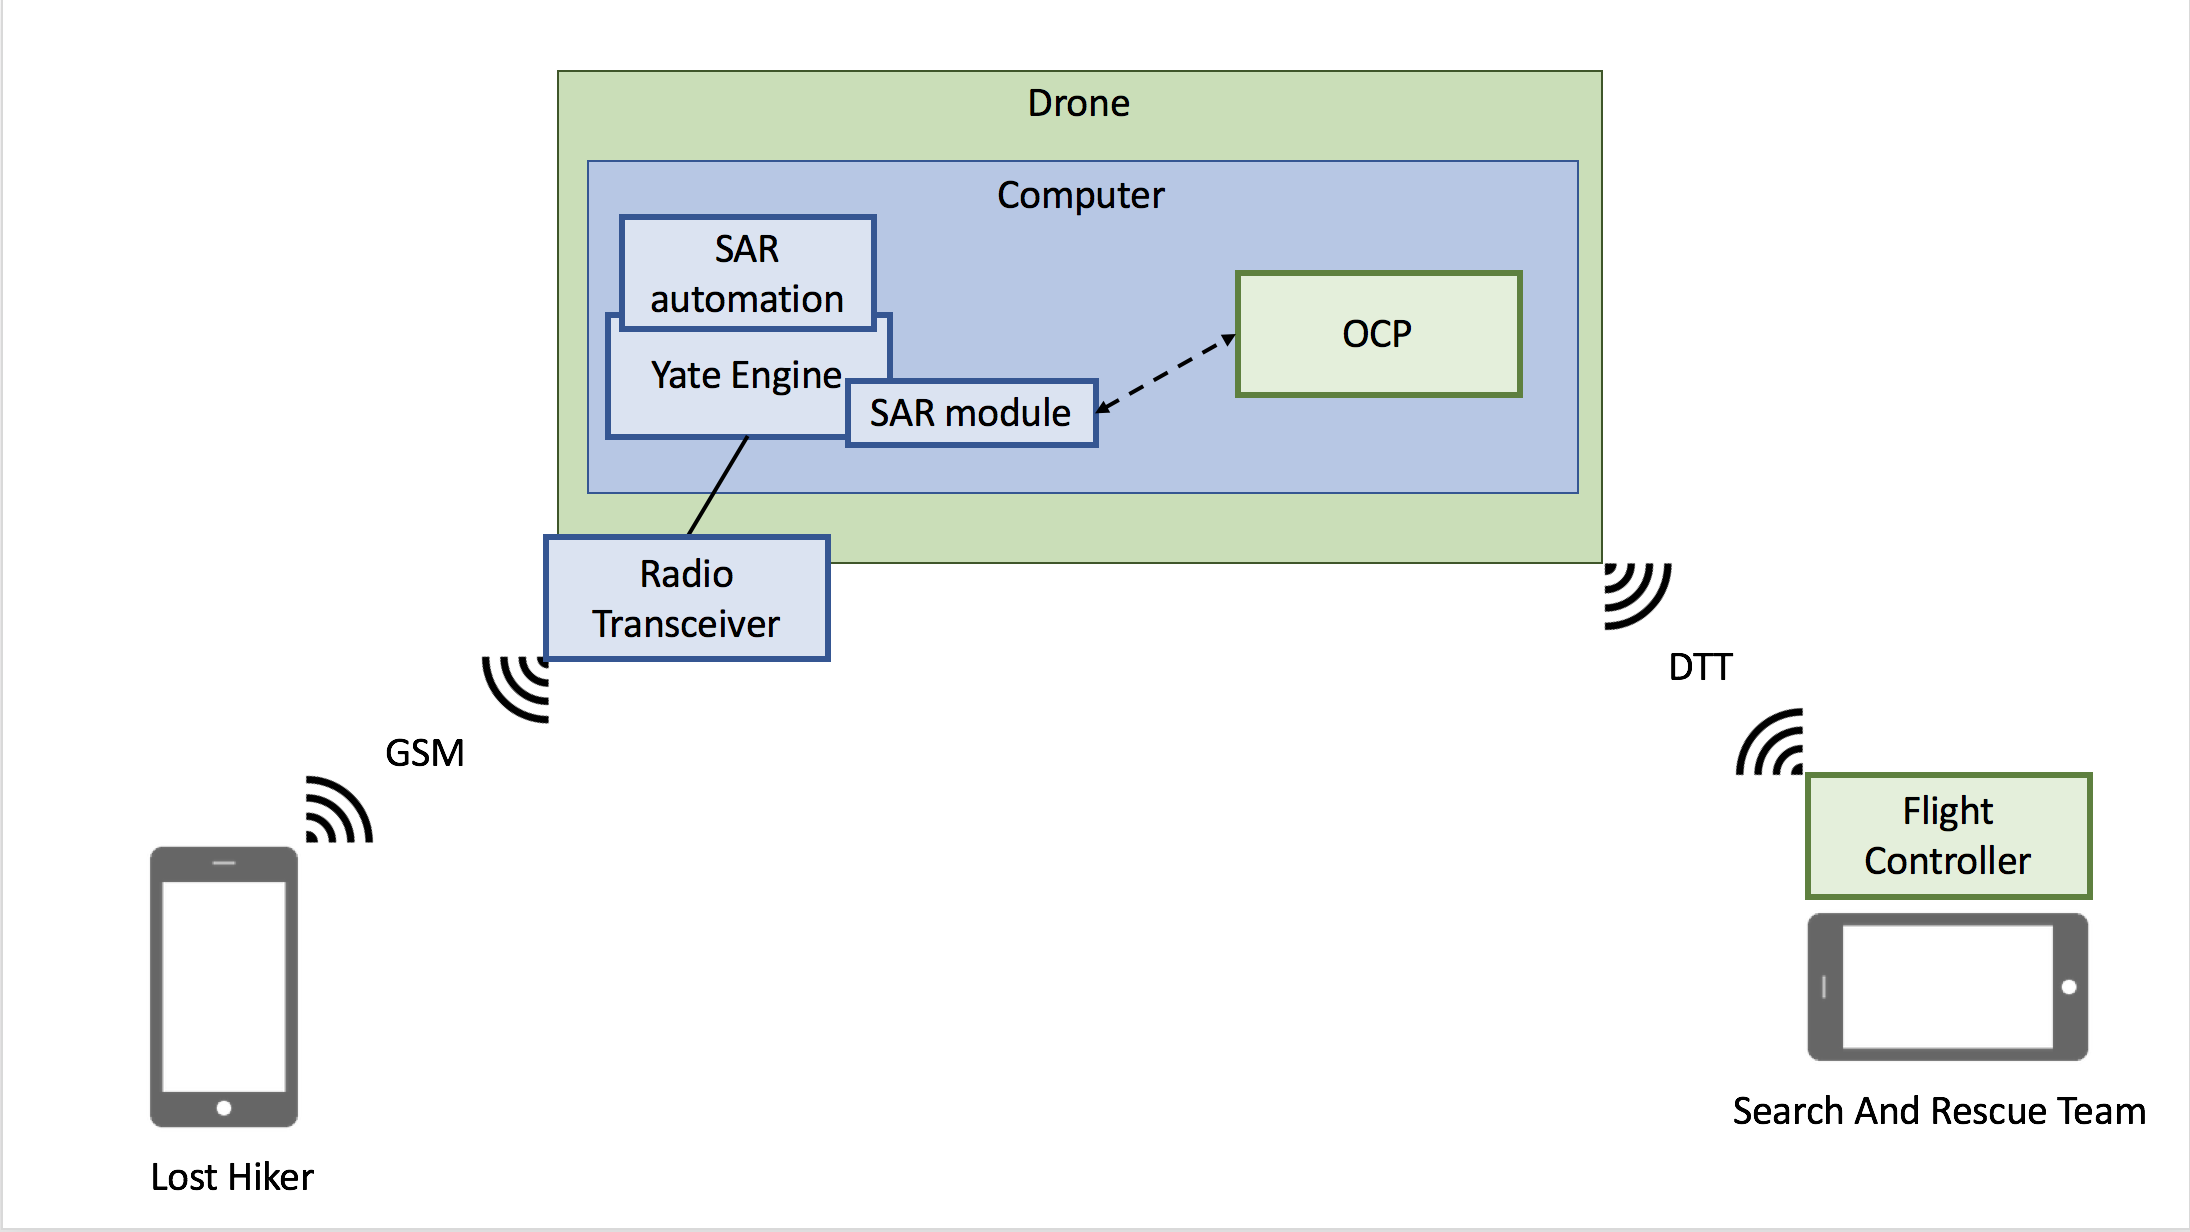 Drone
Computer
SAR
automation
Yate Engine
SAR module
OCP
Radio
Transceiver
DTT
GSM
Flight
Controller
Search And Rescue Team
Lost Hiker